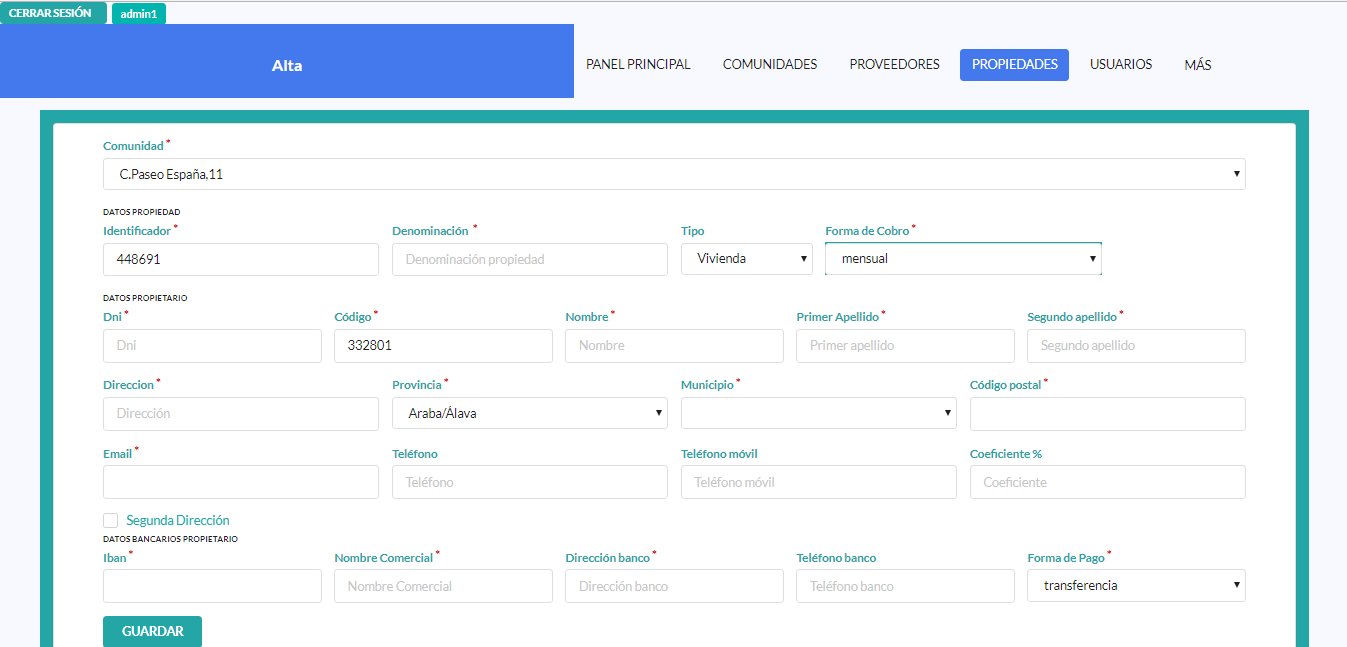 CERRAR SESIÓN admin1
Alta PANEL PRINCIPAL COMUNIDADES PROVEEDORES PROPIEDADES USUARIOS MÁS
Comunidad *
C.Paseo España,11
DATOS PROPIEDAD
Identificador * Denominación * Tipo Forma de Cobro *
448691 Denominación propiedad Vivienda mensual
DATOS PROPIETARIO
Dni * Código * Nombre * Primer Apellido * Segundo apellido *
Dni 332801 Nombre Primer apellido Segundo apellido
Direccion * Provincia * Municipio * Código postal *
Dirección Araba/Álava
Email * Teléfono Teléfono móvil Coeficiente %
Teléfono Teléfono móvil Coeficiente
Segunda Dirección
DATOS BANCARIOS PROPIETARIO
Iban * Nombre Comercial * Dirección banco * Teléfono banco Forma de Pago *
Nombre Comercial Dirección banco Teléfono banco transferencia
GUARDAR